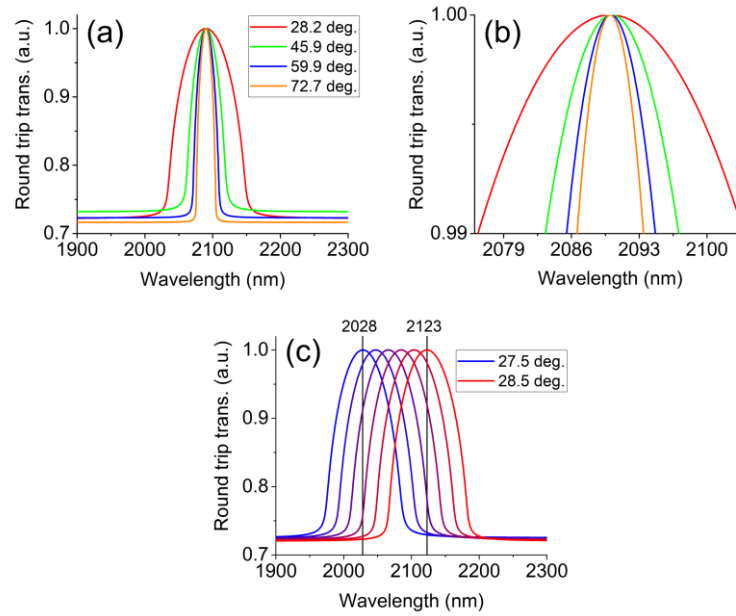 (a)
28.2 deg.
45.9 deg.
59.9 deg.
72.7 deg.
Round trip trans. (a.u.)
1.0
0.9
0.8
0.7
1900 2000 2100 2200 2300
Wavelength (nm)
(b)
Round trip trans. (a.u.)
1.00
0.99
2079 2086 2093 2100
Wavelength (nm)
2028 2123
(c)
27.5 deg.
28.5 deg.
Round trip trans. (a.u.)
1.0
0.9
0.8
0.7
1900 2000 2100 2200 2300
Wavelength (nm)